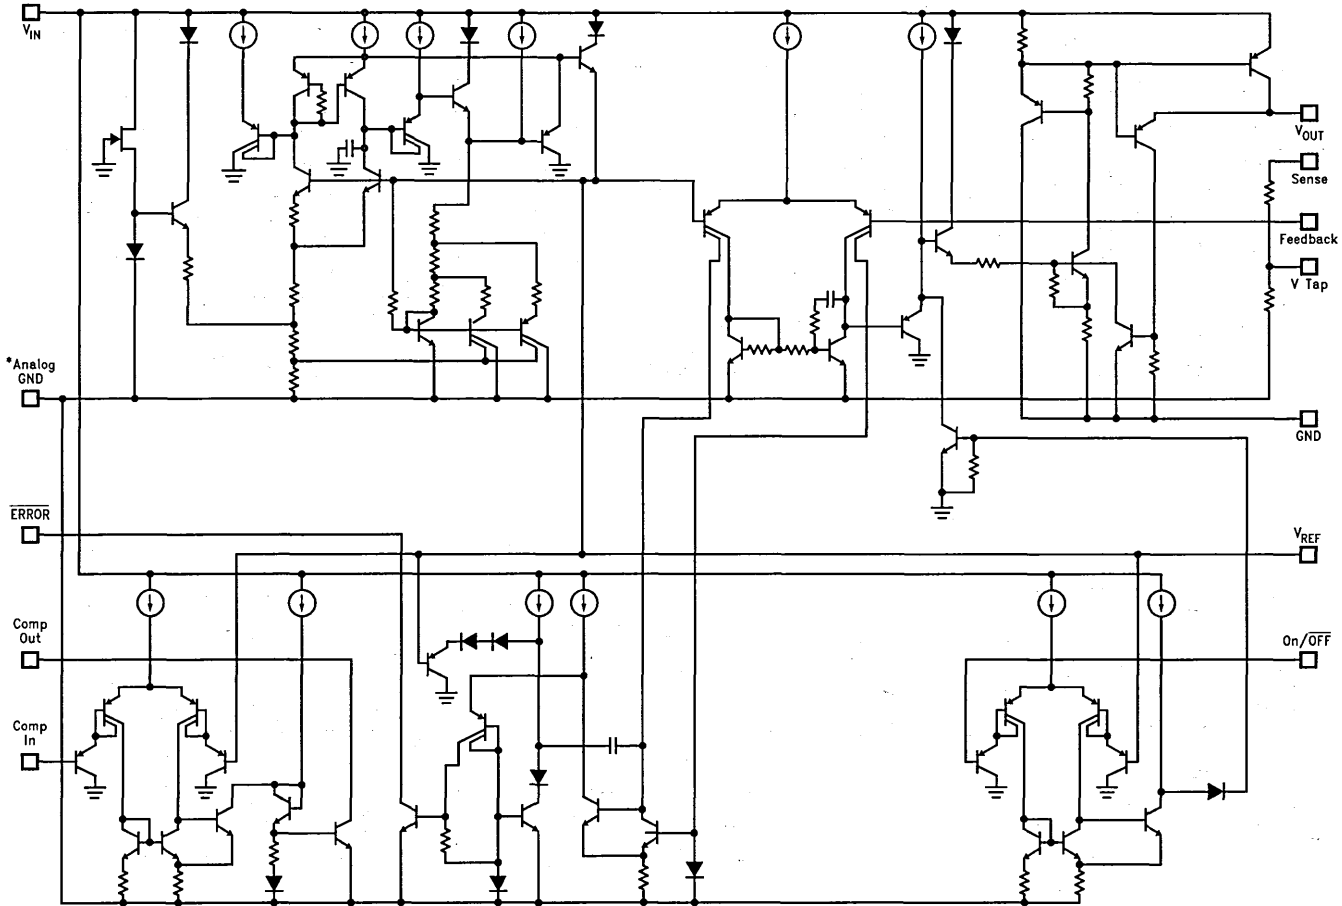 V_IN
V_OUT
Sense
Feedback
V Tap
*Analog
GND
GND
ERROR
V_REF
Comp
Out
On/OFF
Comp
In